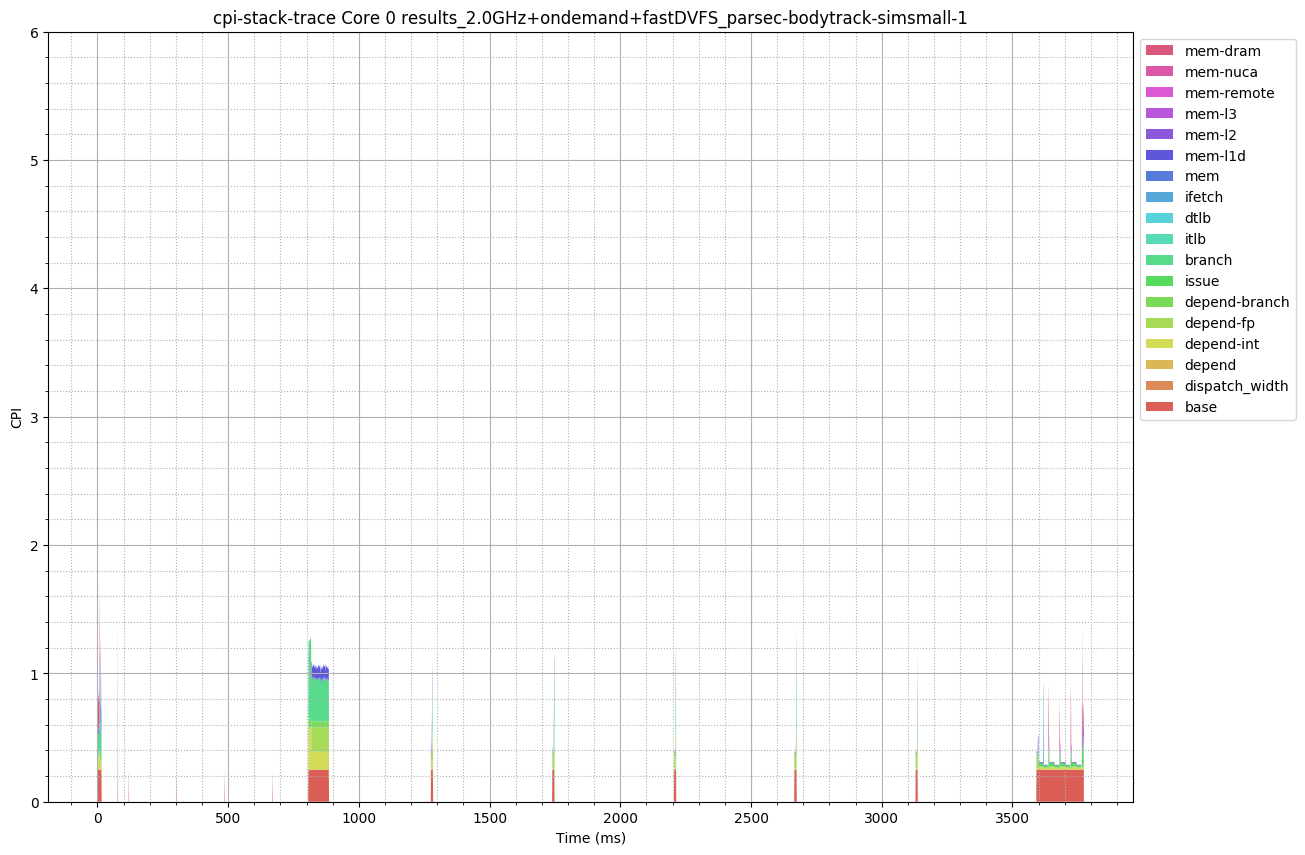 cpi-stack-trace Core 0 results_2.0GHz+ondemand+fastDVFS_parsec-bodytrack-simsmall-1
6
5
4
3
2
1
0
CPI
0
500
1000
1500
2000
2500
3000
3500
Time (ms)
mem-dram
mem-nuca
mem-remote
mem-l3
mem-l2
mem-l1d
mem
ifetch
dtlb
itlb
branch
issue
depend-branch
depend-fp
depend-int
depend
dispatch_width
base